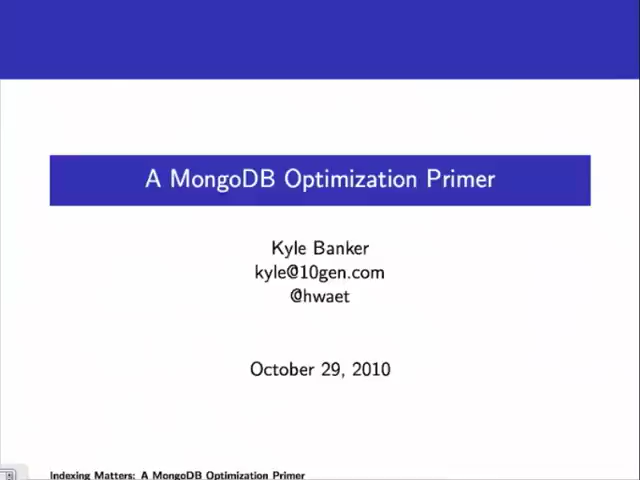 A MongoDB Optimization Primer
Kyle Banker
kyle@10gen.com
@hwaet
October 29, 2010
Indexing Matters: A MongoDB Optimization Primer